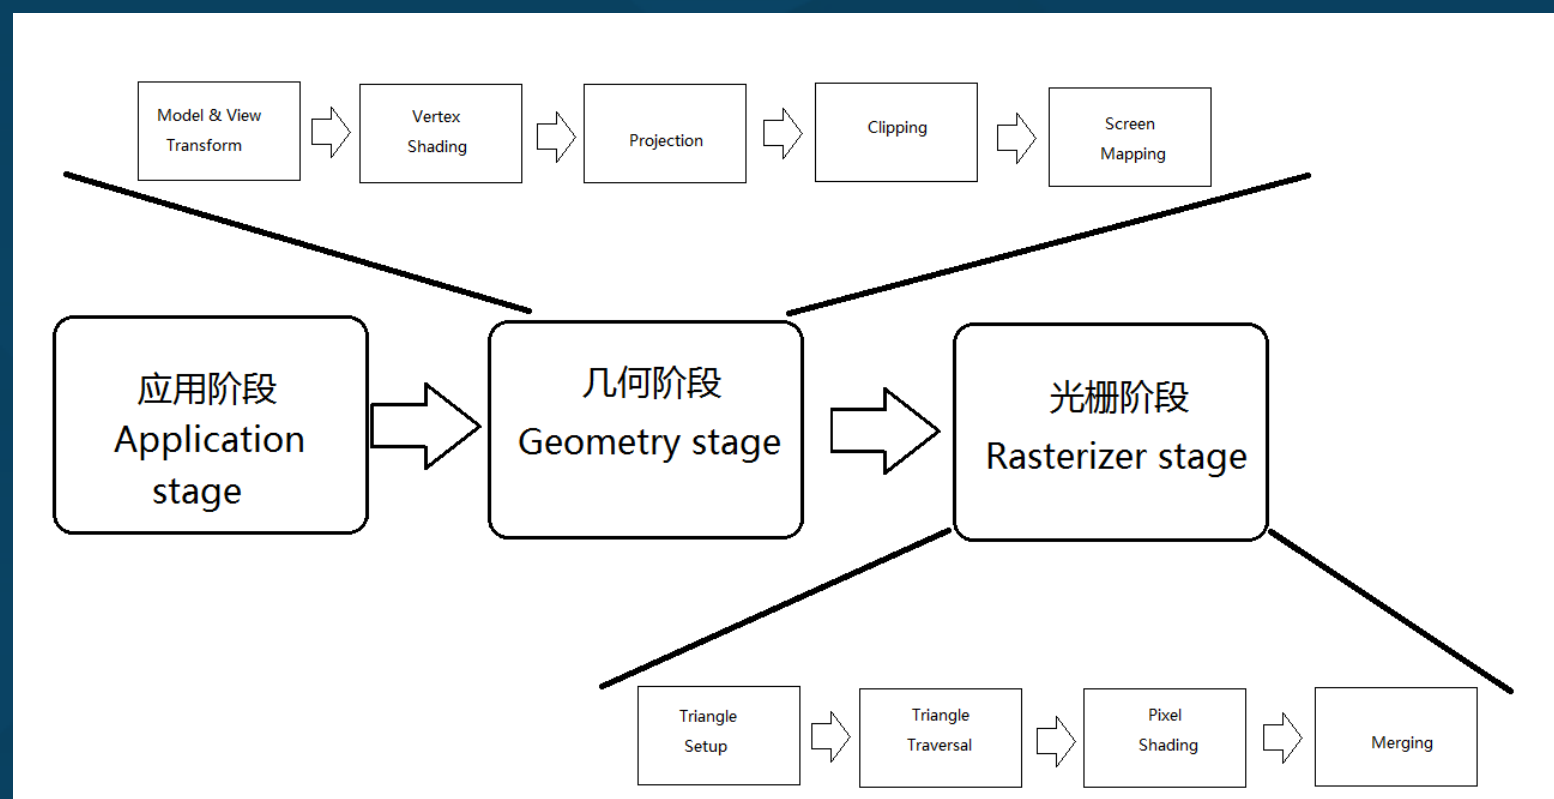 Model & View
Transform
Vertex
Shading
Projection
Clipping
Screen
Mapping
应用阶段
Application
stage
几何阶段
Geometry stage
光栅阶段
Rasterizer stage
Triangle
Setup
Triangle
Traversal
Pixel
Shading
Merging